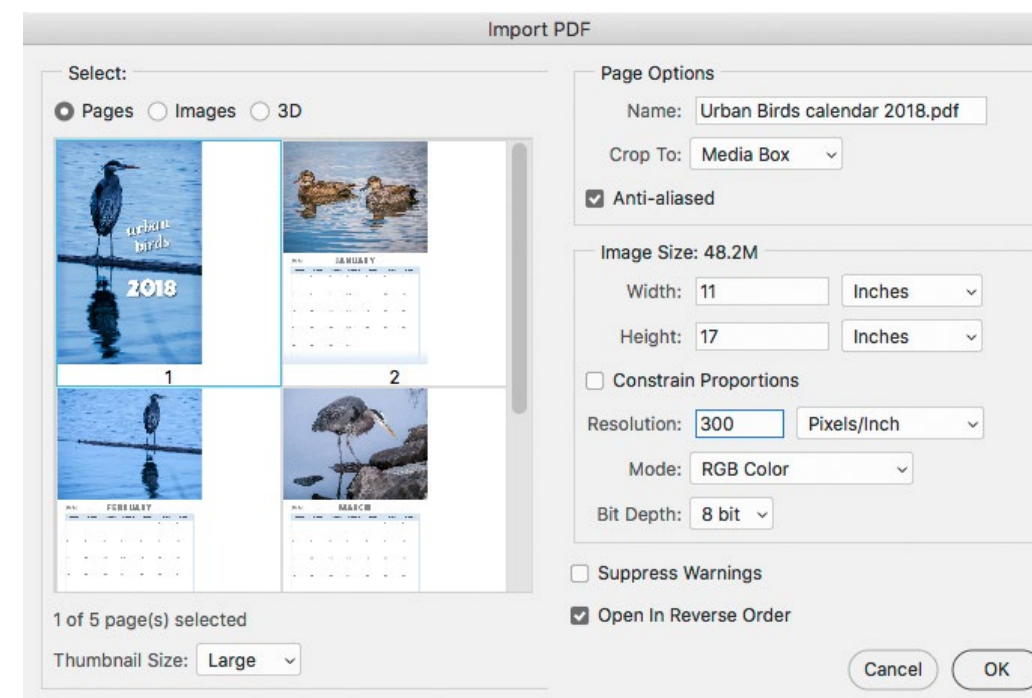 Import PDF
Select:
Pages Images 3D
urban
birds
2018
1
JANUARY
2
FEBRUARY
MARCH
1 of 5 page(s) selected
Thumbnail Size: Large
Page Options
Name: Urban Birds calendar 2018.pdf
Crop To: Media Box
Anti-aliased
Image Size: 48.2M
Width: 11 Inches
Height: 17 Inches
Constrain Proportions
Resolution: 300 Pixels/Inch
Mode: RGB Color
Bit Depth: 8 bit
Suppress Warnings
Open In Reverse Order
Cancel OK